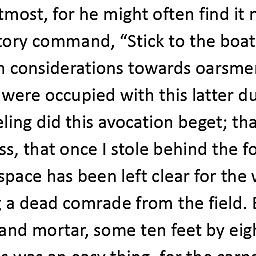 tmost, for he might often find it
tory command, “Stick to the boat
considerations towards oarsme
were occupied with this latter du
eling did this avocation beget; tha
ss, that once I stole behind the fo
space has been left clear for the
a dead comrade from the field.
and mortar, some ten feet by eigh
was an easy thing, for the